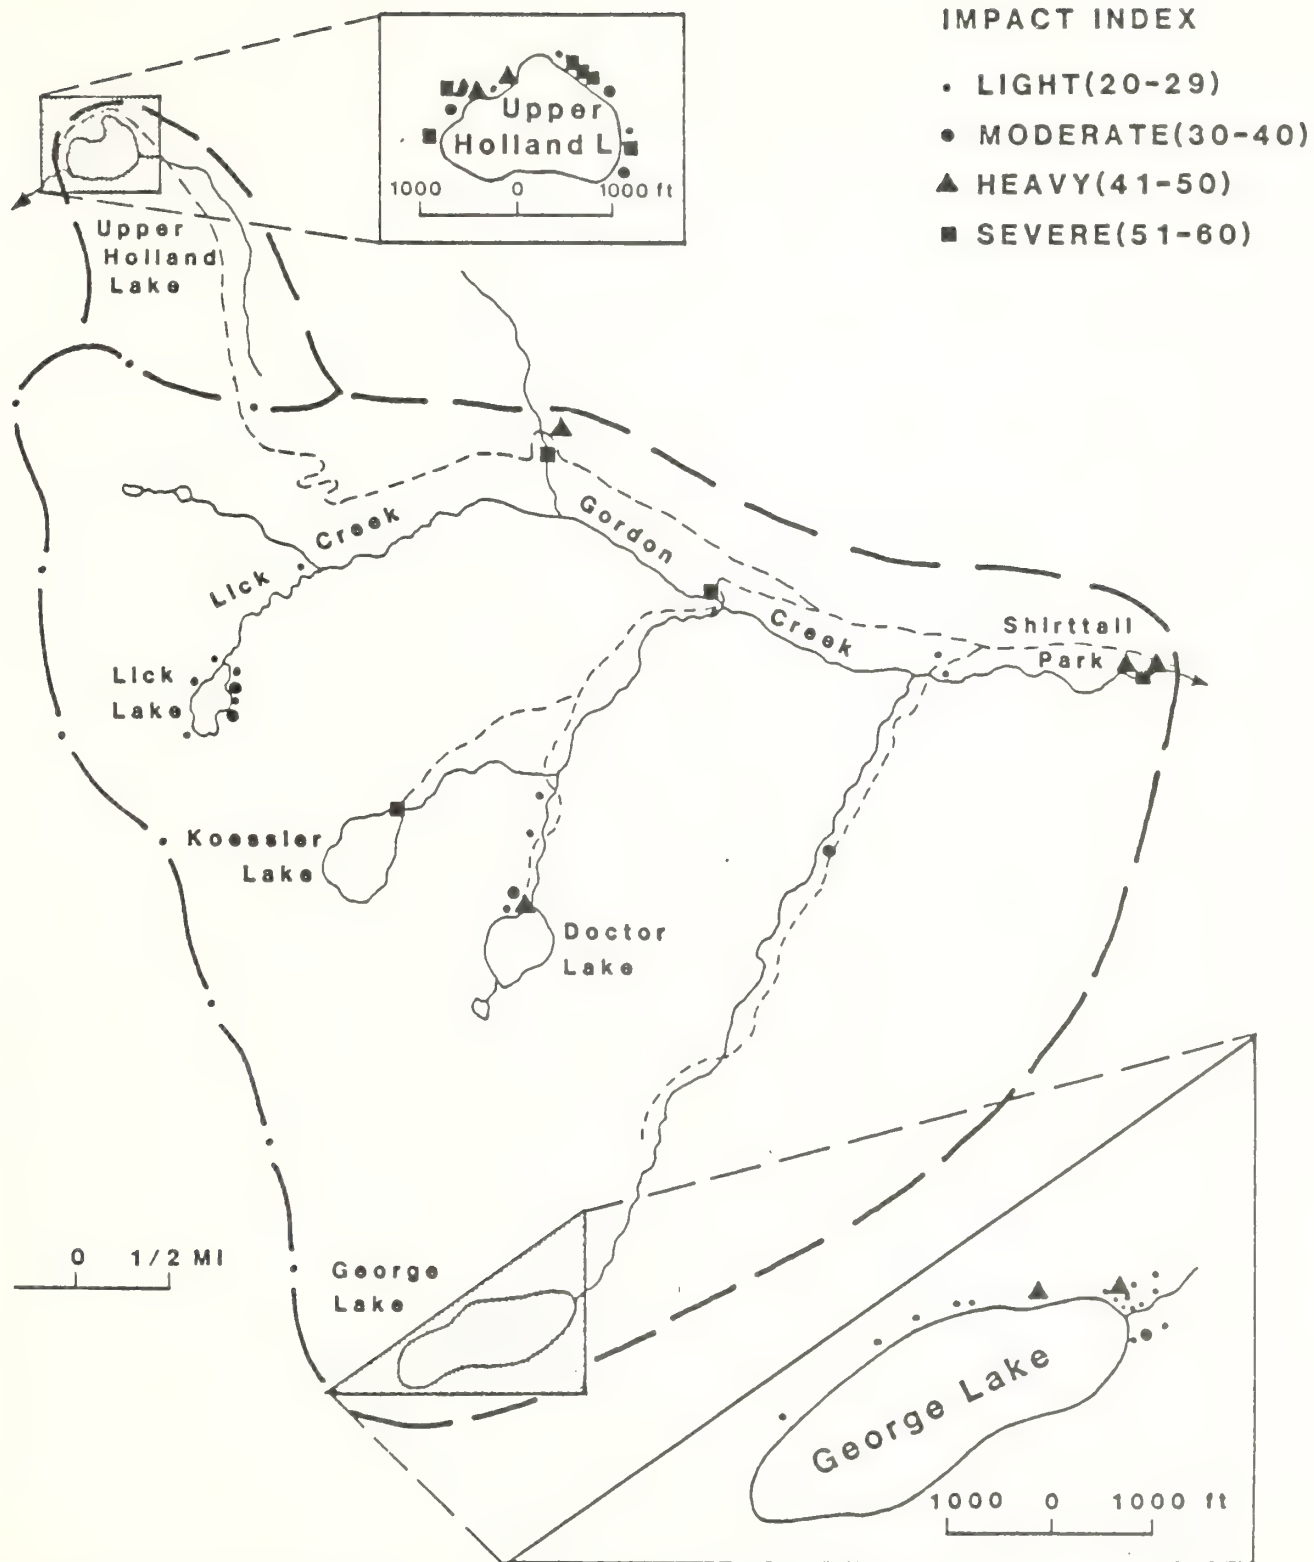 IMPACT INDEX
LIGHT(20-29)
MODERATE(30-40)
HEAVY(41-50)
SEVERE(51-60)
Upper
Holland L
1000 0 1000 ft
Upper
Holland
Lake
Lick Creek
Gordon
Creek
Shirttail
Park
Lick
Lake
Koessler
Lake
Doctor
Lake
0 1/2 MI
George
Lake
George Lake
1000 0 1000 ft